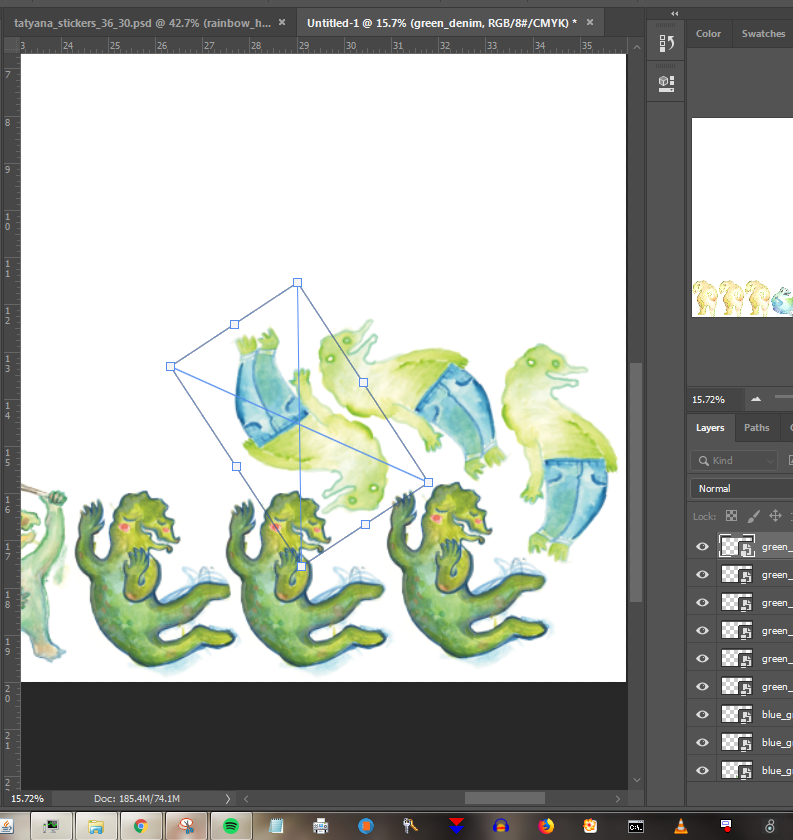 tatyana_stickers_36_30.psd @ 42.7% (rainbow_h... ×
Untitled-1 @ 15.7% (green_denim, RGB/8#/CMYK) * ×
Color Swatches
3 24 25 26 27 28 29 30 31 32 33 34 35
7
8
9
10
11
12
13
14
15
16
17
18
19
20
21
2
15.72%
Layers Paths
Kind
Normal
Lock:
green_
green_
green_
green_
green_
green_
blue_g
blue_g
blue_g
15.72% Doc: 185.4M/74.1M
C:\.